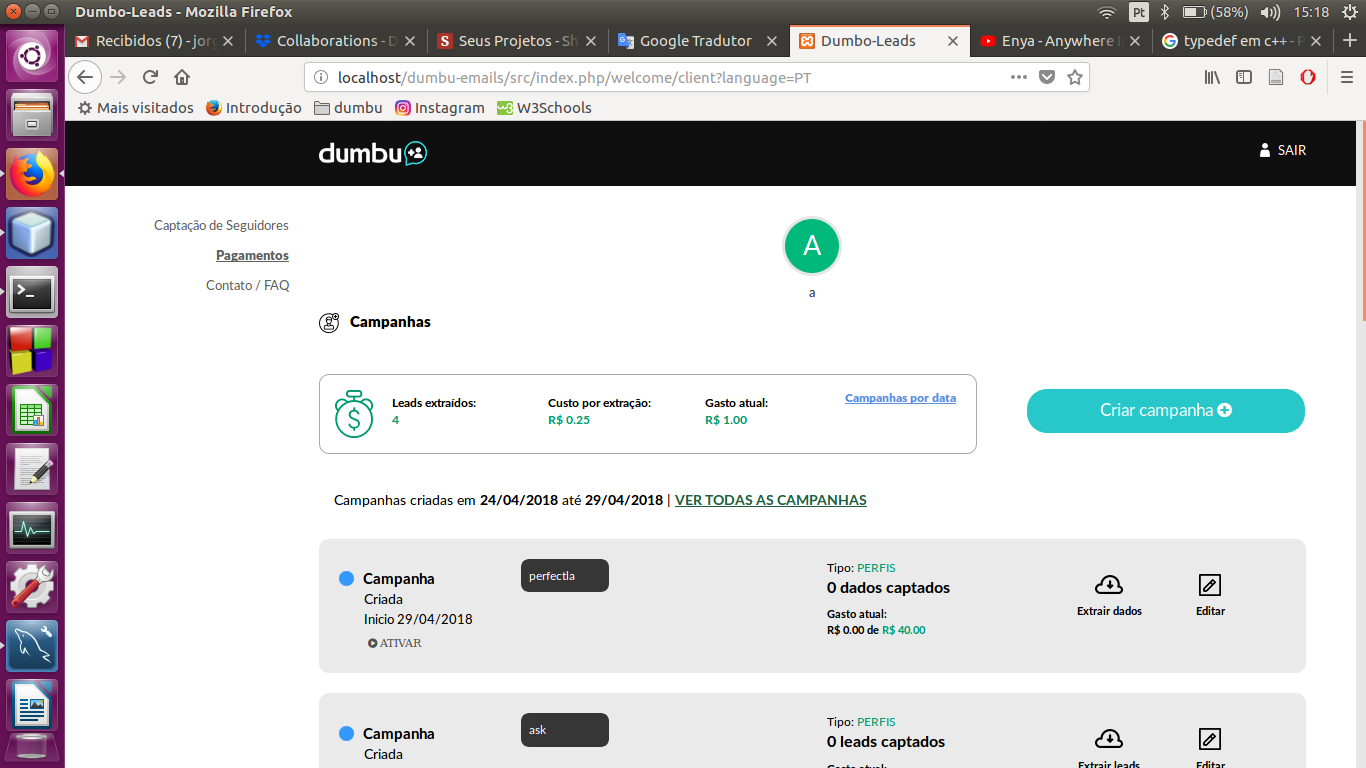 Dumbo-Leads - Mozilla Firefox
Pt
(58%)
15:18
Recibidos (7) - jor
Collaborations - D
Seus Projetos - Sh
Google Tradutor
Dumbo-Leads
Enya - Anywhere I
typedef em c++ - P
localhost/dumbu-emails/src/index.php/welcome/client?language=PT
Mais visitados
Introdução
dumbu
Instagram
W3Schools
dumbu
SAIR
Captação de Seguidores
Pagamentos
Contato / FAQ
A
a
Campanhas
Leads extraídos:
4
Custo por extração:
R$ 0.25
Gasto atual:
R$ 1.00
Campanhas por data
Criar campanha
Campanhas criadas em 24/04/2018 até 29/04/2018 | VER TODAS AS CAMPANHAS
Campanha
Criada
Inicio 29/04/2018
ATIVAR
perfectla
Tipo: PERFIS
0 dados captados
Gasto atual:
R$ 0.00 de R$ 40.00
Extrair dados
Editar
Campanha
Criada
ask
Tipo: PERFIS
0 leads captados
Gasto atual:
Extrair leads
Editar